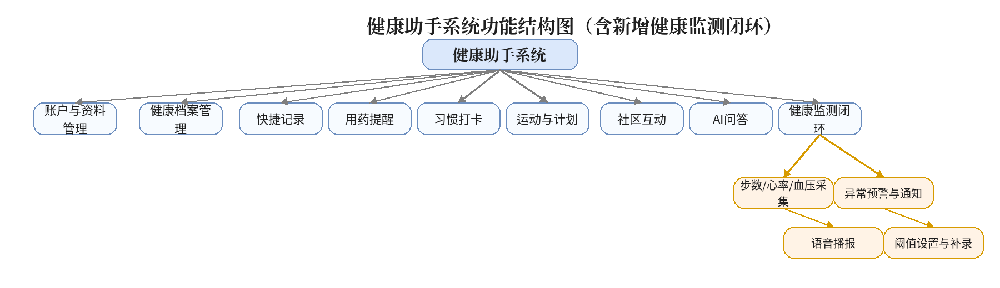 健康助手系统功能结构图（含新增健康监测闭环）
健康助手系统
账户与资料
管理
健康档案管
理
快捷记录
用药提醒
习惯打卡
运动与计划
社区互动
AI问答
健康监测闭
环
步数/心率/血压采
集
异常预警与通知
语音播报
阈值设置与补录